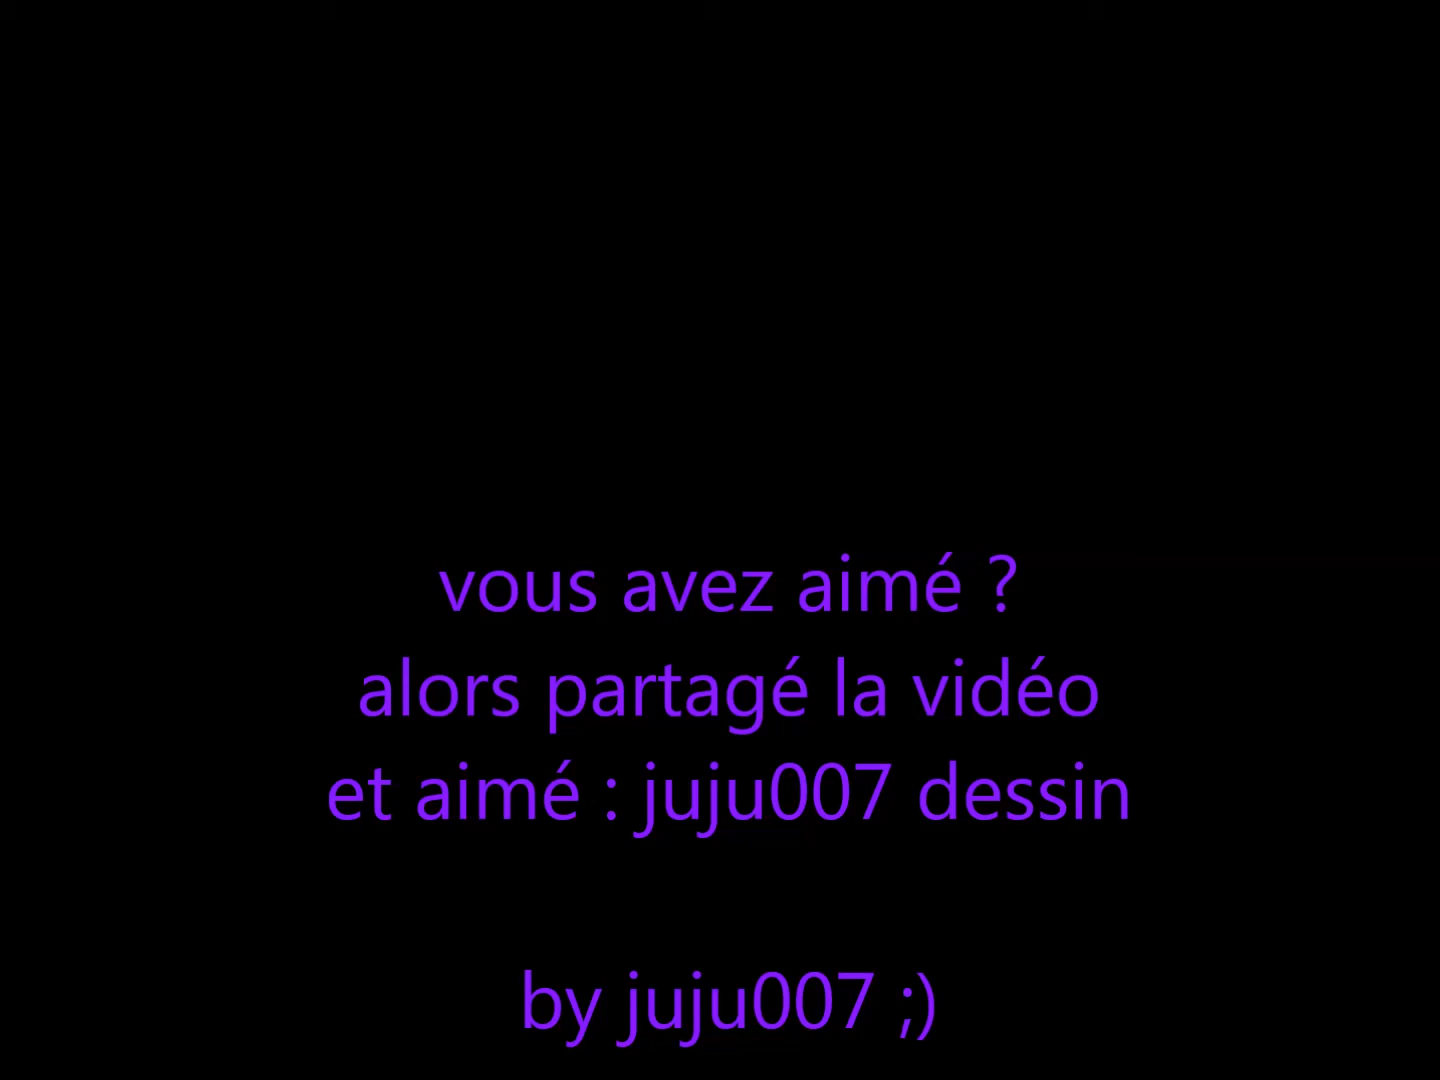 vous avez aimé ?
alors partagé la vidéo
et aimé : juju007 dessin
by juju007 ;)